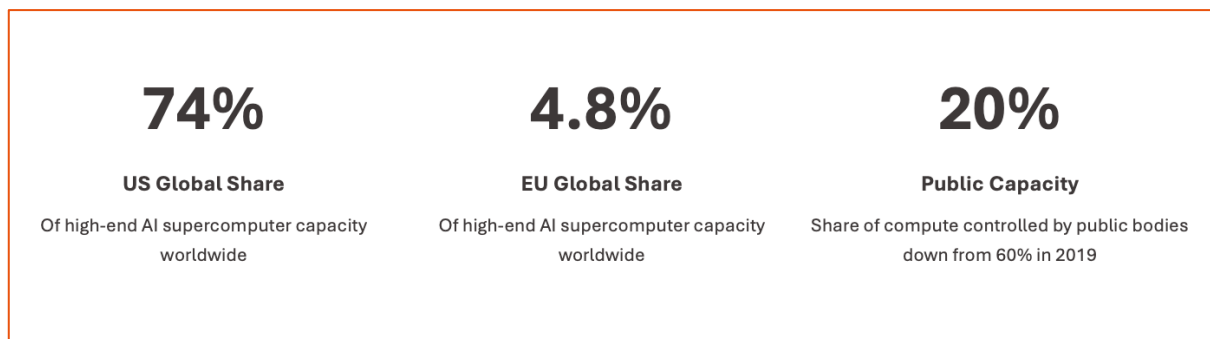 74%
US Global Share
Of high-end AI supercomputer capacity
worldwide
4.8%
EU Global Share
Of high-end AI supercomputer capacity
worldwide
20%
Public Capacity
Share of compute controlled by public bodies
down from 60% in 2019